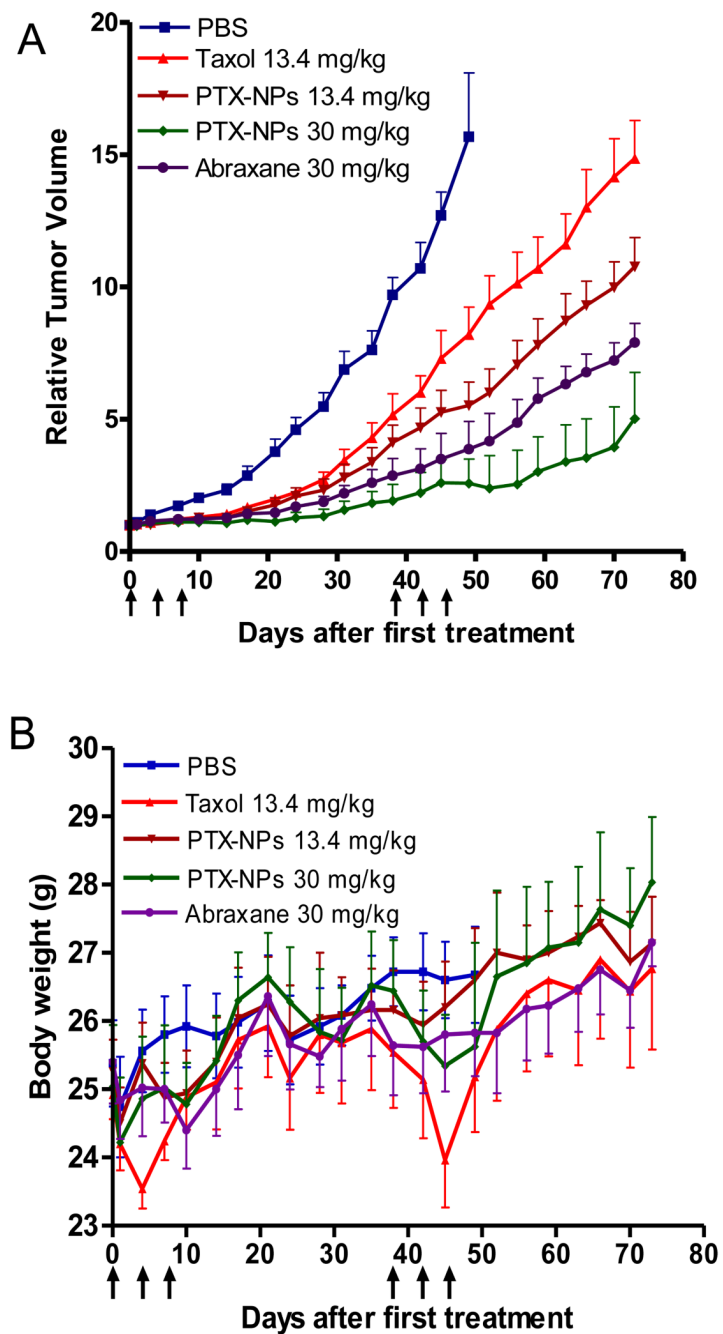 A
20
PBS
Taxol 13.4 mg/kg
PTX-NPs 13.4 mg/kg
PTX-NPs 30 mg/kg
Abraxane 30 mg/kg
15
10
5
0
Relative Tumor Volume
0 10 20 30 40 50 60 70 80
Days after first treatment
B
30
PBS
Taxol 13.4 mg/kg
PTX-NPs 13.4 mg/kg
PTX-NPs 30 mg/kg
Abraxane 30 mg/kg
29
28
27
26
25
24
23
Body weight (g)
0 10 20 30 40 50 60 70 80
Days after first treatment